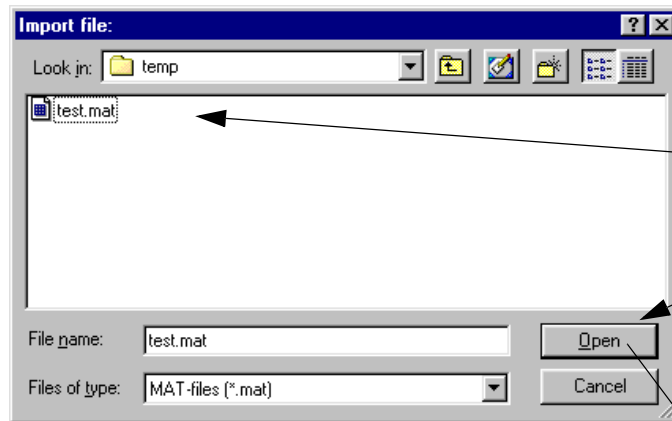 Import file:
Look in: temp
test.mat
File name: test.mat Open
Files of type: MAT-files (*.mat) Cancel